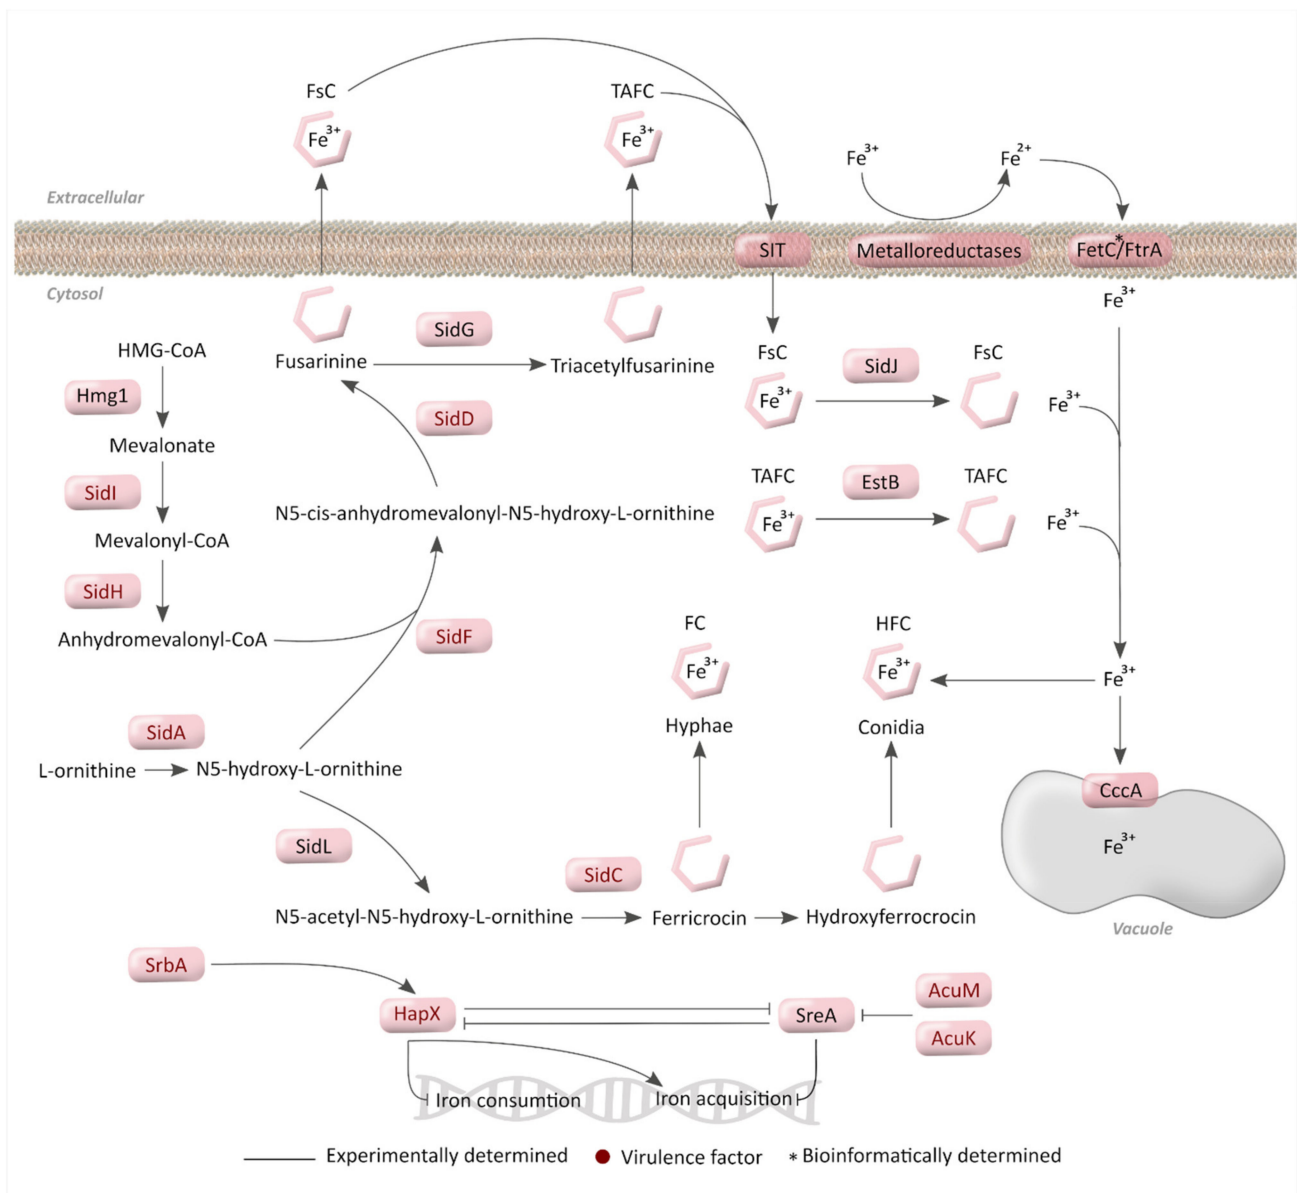 FsC
TAFC
Fe3+
Fe3+
Fe3+
Fe2+
Extracellular
SIT
Metalloreductases
FetC/FtrA
*
Cytosol
Fe3+
HMG-CoA
Fusarinine
SidG
Triacetylfusarinine
FsC
SidJ
FsC
Hmg1
Fe3+
Fe3+
SidD
Mevalonate
SidI
TAFC
EstB
TAFC
N5-cis-anhydromevalonyl-N5-hydroxy-L-ornithine
Fe3+
Fe3+
Mevalonyl-CoA
SidH
Anhydromevalonyl-CoA
SidF
FC
HFC
Fe3+
Fe3+
Fe3+
Hyphae
Conidia
SidA
L-ornithine
N5-hydroxy-L-ornithine
CccA
SidL
Fe3+
SidC
N5-acetyl-N5-hydroxy-L-ornithine
Ferricrocin
Hydroxyferrocrocin
Vacuole
SrbA
HapX
SreA
AcuM
AcuK
Iron consumtion
Iron acquisition
Experimentally determined
Virulence factor
* Bioinformatically determined